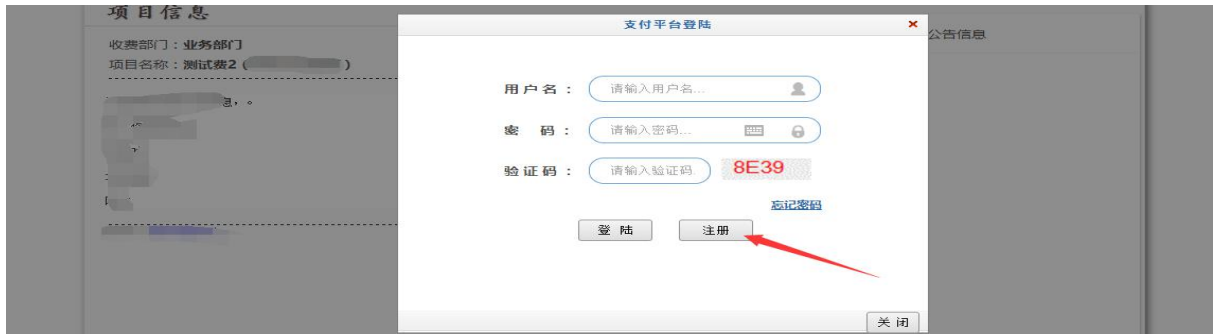 项目信息
收费部门：业务部门
项目名称：测试费2 ( )
息，。
支付平台登陆
用户名：
请输入用户名...
密 码：
请输入密码...
验证码：
请输入验证码
8E39
忘记密码
登 陆
注册
关闭
公告信息